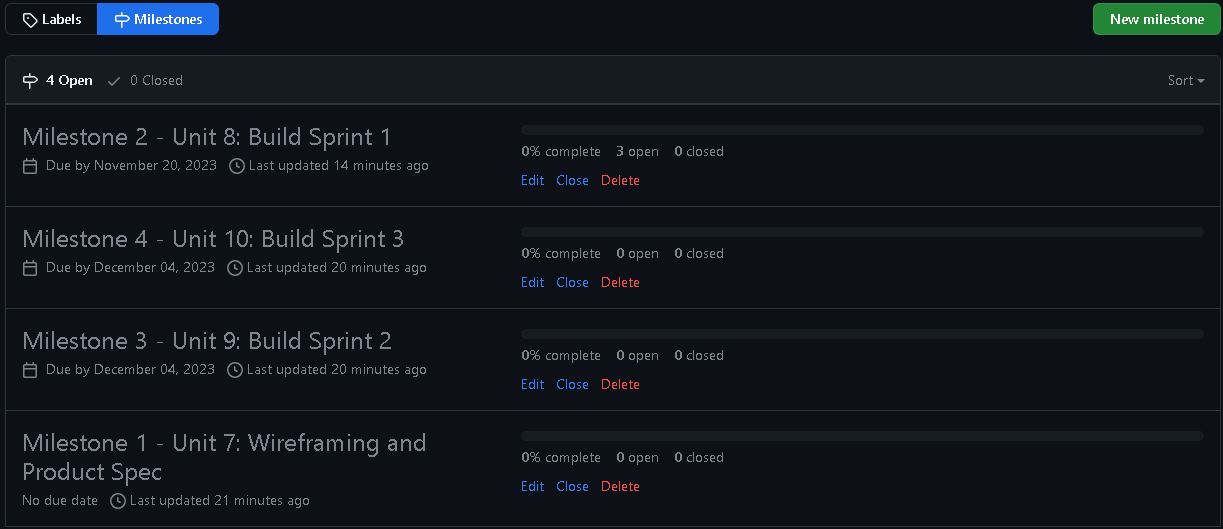 Labels Milestones New milestone
4 Open 0 Closed Sort
Milestone 2 - Unit 8: Build Sprint 1
Due by November 20, 2023 Last updated 14 minutes ago
0% complete 3 open 0 closed
Edit Close Delete
Milestone 4 - Unit 10: Build Sprint 3
Due by December 04, 2023 Last updated 20 minutes ago
0% complete 0 open 0 closed
Edit Close Delete
Milestone 3 - Unit 9: Build Sprint 2
Due by December 04, 2023 Last updated 20 minutes ago
0% complete 0 open 0 closed
Edit Close Delete
Milestone 1 - Unit 7: Wireframing and
Product Spec
No due date Last updated 21 minutes ago
0% complete 0 open 0 closed
Edit Close Delete